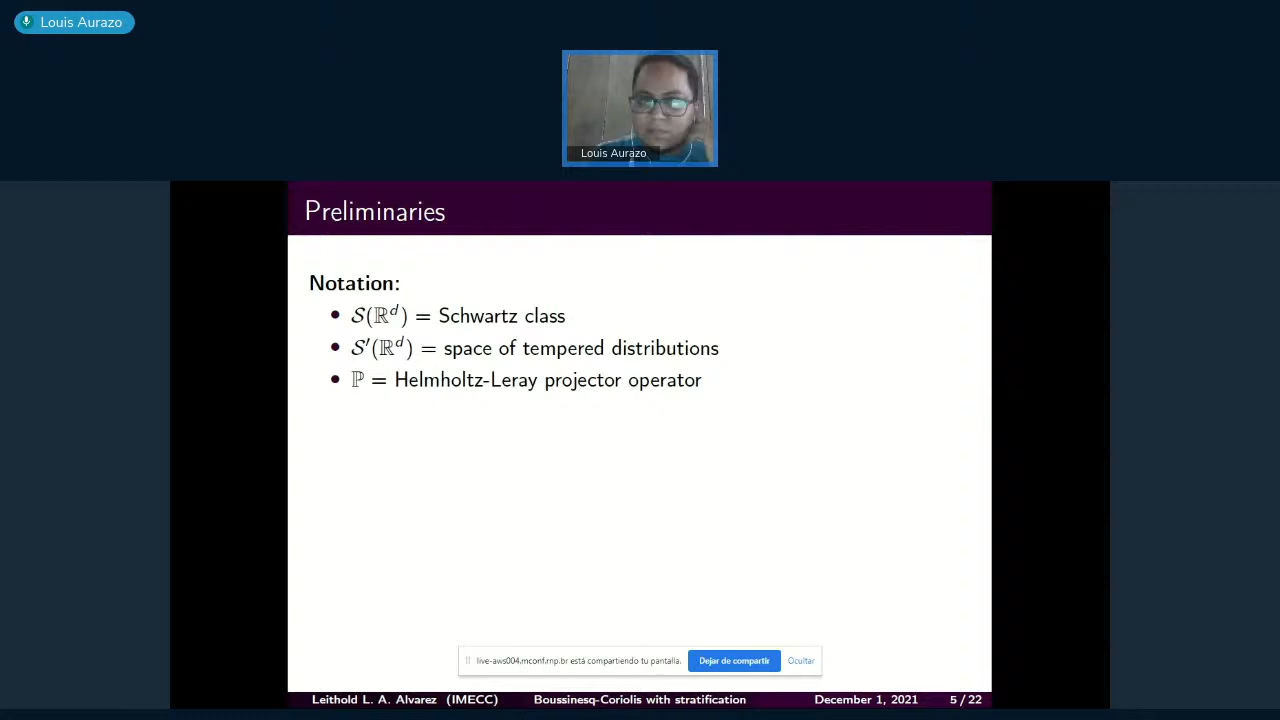 Louis Aurazo
Louis Aurazo
Preliminaries
Notation:
• 𝒮(ℝᵈ) = Schwartz class
• 𝒮′(ℝᵈ) = space of tempered distributions
• ℙ = Helmholtz-Leray projector operator
live-aws004.mconf.rnp.br está compartiendo tu pantalla. Dejar de compartir Ocultar
Leithold L. A. Alvarez (IMECC) Boussinesq-Coriolis with stratification December 1, 2021 5 / 22